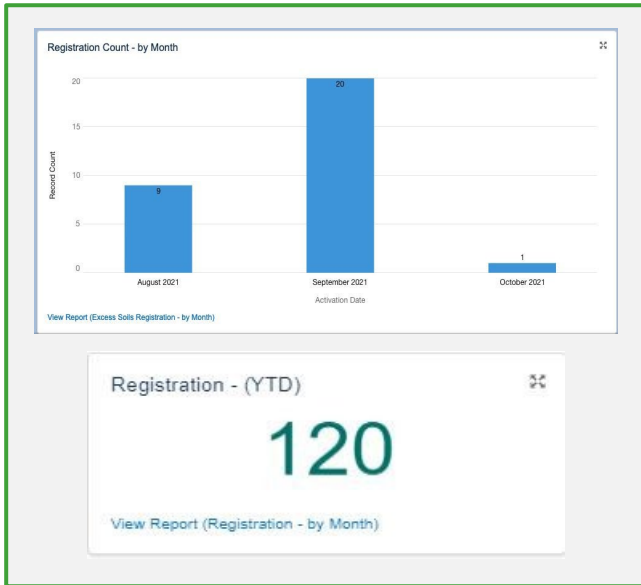 Registration Count - by Month
20
15
10
5
0
Record Count
9
20
1
August 2021
September 2021
October 2021
Activation Date
View Report (Excess Soils Registration - by Month)
Registration - (YTD)
120
View Report (Registration - by Month)